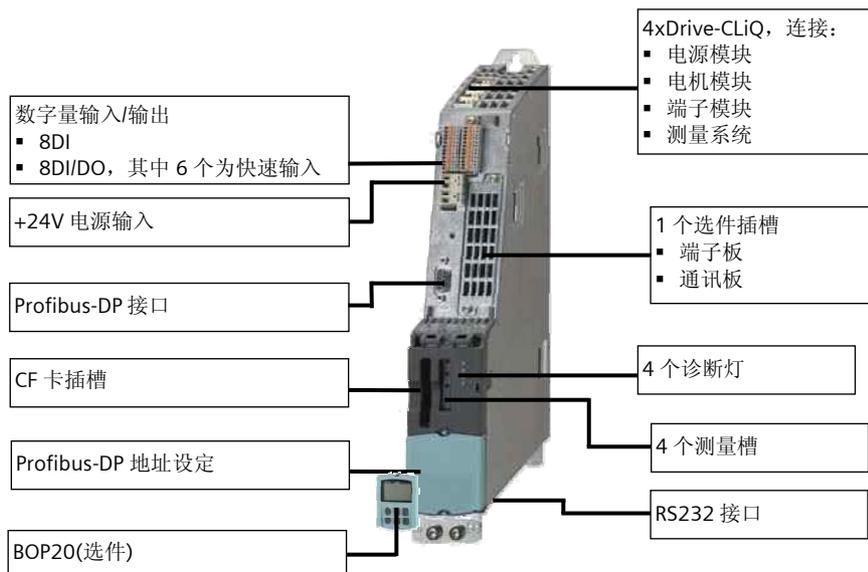 数字量输入/输出
▪ 8DI
▪ 8DI/DO，其中 6 个为快速输入
+24V 电源输入
Profibus-DP 接口
CF 卡插槽
Profibus-DP 地址设定
BOP20(选件)
4xDrive-CLiQ，连接：
▪ 电源模块
▪ 电机模块
▪ 端子模块
▪ 测量系统
1 个选件插槽
▪ 端子板
▪ 通讯板
4 个诊断灯
4 个测量槽
RS232 接口